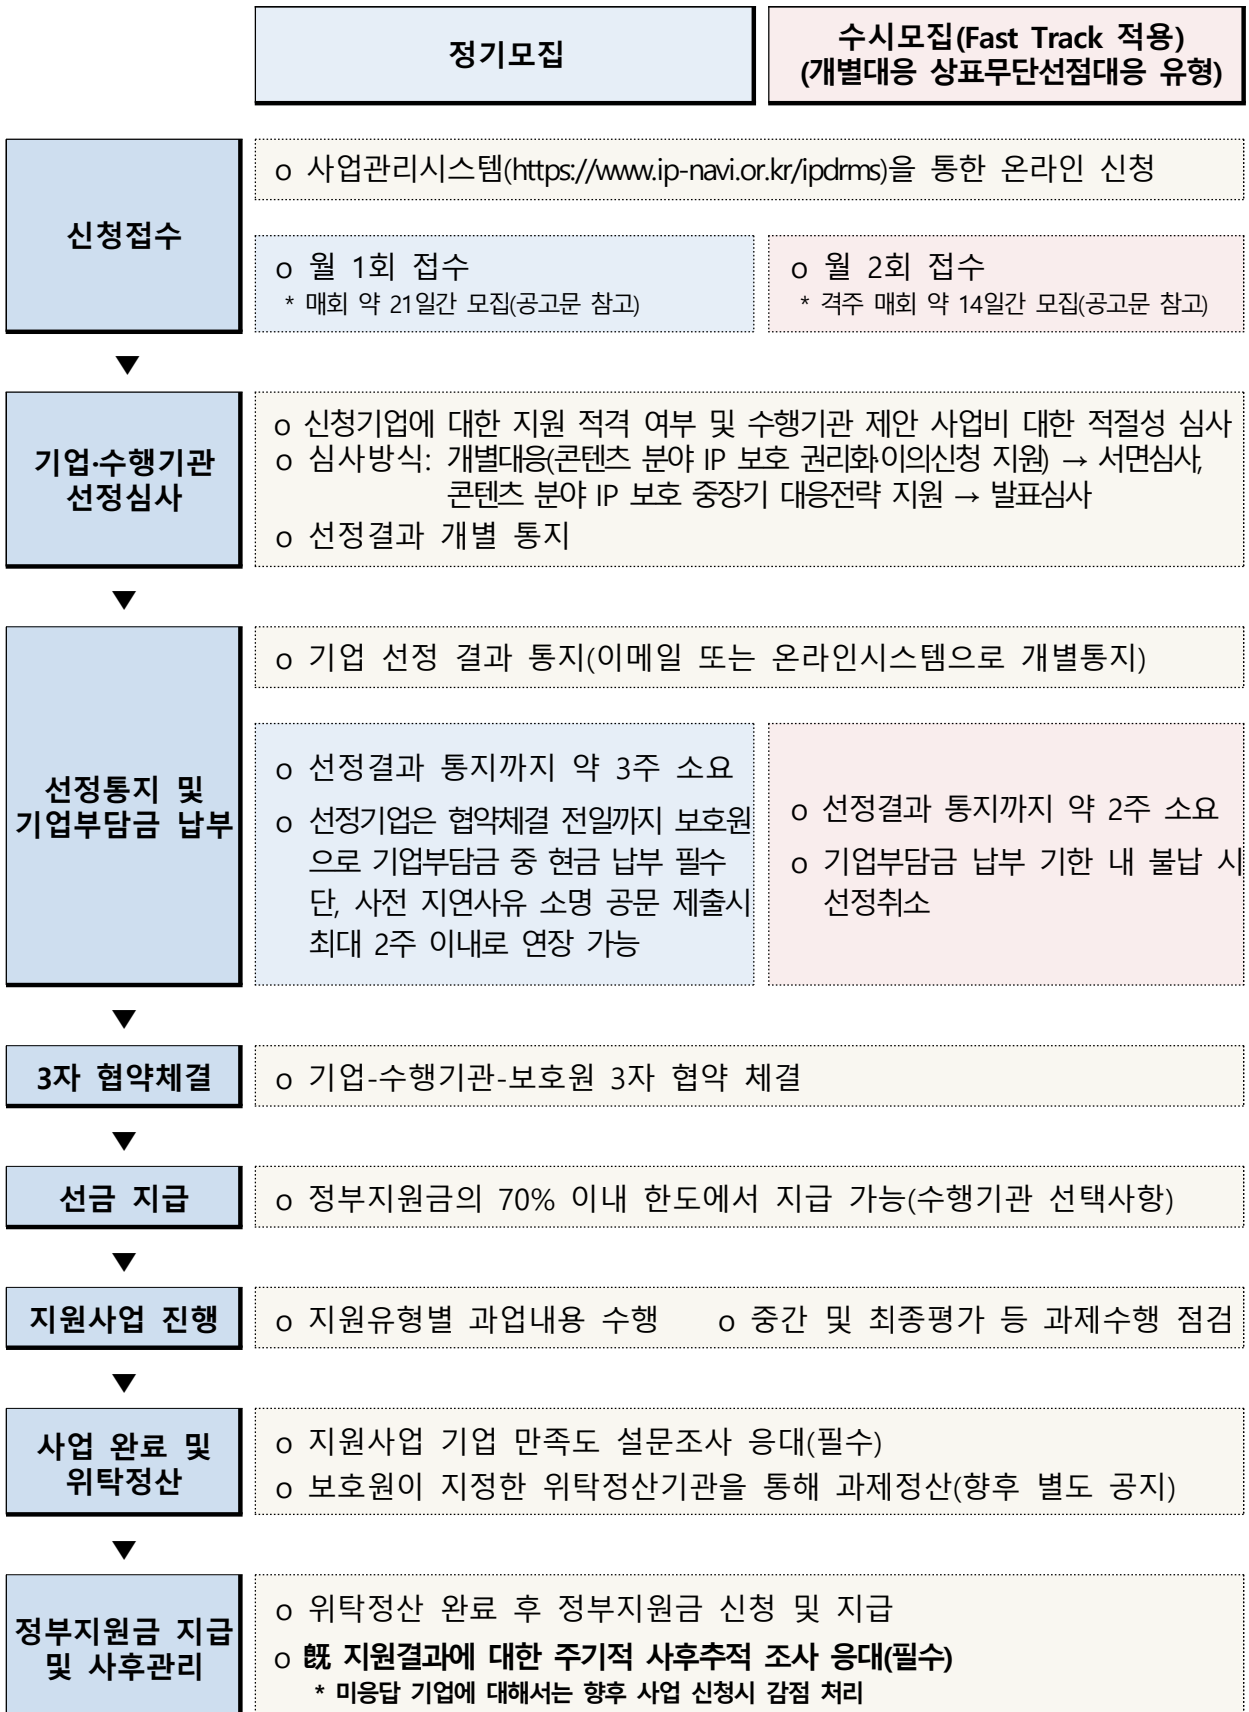 정기모집
수시모집(Fast Track 적용)
(개별대응 상표무단선점대응 유형)
신청접수
o 사업관리시스템(https://www.ip-navi.or.kr/ipdrms)을 통한 온라인 신청
o 월 1회 접수
* 매회 약 21일간 모집(공고문 참고)
o 월 2회 접수
* 격주 매회 약 14일간 모집(공고문 참고)
▼
기업·수행기관
선정심사
o 신청기업에 대한 지원 적격 여부 및 수행기관 제안 사업비 대한 적절성 심사
o 심사방식: 개별대응(콘텐츠 분야 IP 보호 권리화·이의신청 지원) → 서면심사,
콘텐츠 분야 IP 보호 중장기 대응전략 지원 → 발표심사
o 선정결과 개별 통지
▼
선정통지 및
기업부담금 납부
o 기업 선정 결과 통지(이메일 또는 온라인시스템으로 개별통지)
o 선정결과 통지까지 약 3주 소요
o 선정기업은 협약체결 전일까지 보호원
으로 기업부담금 중 현금 납부 필수
단, 사전 지연사유 소명 공문 제출시
최대 2주 이내로 연장 가능
o 선정결과 통지까지 약 2주 소요
o 기업부담금 납부 기한 내 불납 시
선정취소
▼
3자 협약체결
o 기업-수행기관-보호원 3자 협약 체결
▼
선금 지급
o 정부지원금의 70% 이내 한도에서 지급 가능(수행기관 선택사항)
▼
지원사업 진행
o 지원유형별 과업내용 수행 o 중간 및 최종평가 등 과제수행 점검
▼
사업 완료 및
위탁정산
o 지원사업 기업 만족도 설문조사 응대(필수)
o 보호원이 지정한 위탁정산기관을 통해 과제정산(향후 별도 공지)
▼
정부지원금 지급
및 사후관리
o 위탁정산 완료 후 정부지원금 신청 및 지급
o 旣 지원결과에 대한 주기적 사후추적 조사 응대(필수)
* 미응답 기업에 대해서는 향후 사업 신청시 감점 처리